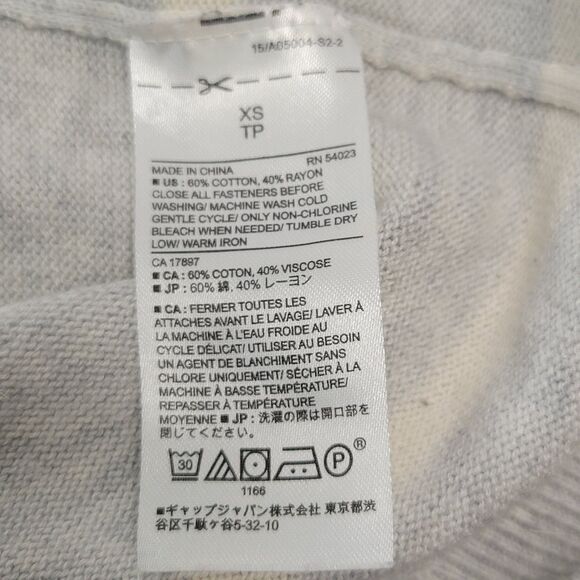 15/A05004-S2-2
XS
TP
RN 54023
MADE IN CHINA
■ US : 60% COTTON, 40% RAYON
CLOSE ALL FASTENERS BEFORE
WASHING/ MACHINE WASH COLD
GENTLE CYCLE/ ONLY NON-CHLORINE
BLEACH WHEN NEEDED/ TUMBLE DRY
LOW/ WARM IRON
CA 17897
■ CA : 60% COTON, 40% VISCOSE
■ JP : 60% 綿, 40% レーヨン
■ CA : FERMER TOUTES LES
ATTACHES AVANT LE LAVAGE/ LAVER À
LA MACHINE À L'EAU FROIDE AU
CYCLE DÉLICAT/ UTILISER AU BESOIN
UN AGENT DE BLANCHIMENT SANS
CHLORE UNIQUEMENT/ SÉCHER À LA
MACHINE À BASSE TEMPÉRATURE/
REPASSER À TEMPÉRATURE
MOYENNE ■ JP : 洗濯の際は開口部を
閉じてください。
30 P ®
1166
■ギャップジャパン株式会社 東京都渋
谷区千駄ヶ谷5-32-10